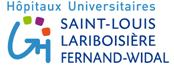 Hôpitaux Universitaires
SAINT-LOUIS
LARIBOISIÈRE
FERNAND-WIDAL